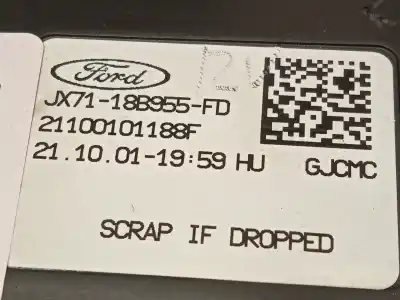 Ford
JX71-18B955-FD
21100101188F
21.10.01-19:59 HU GJCMC
SCRAP IF DROPPED